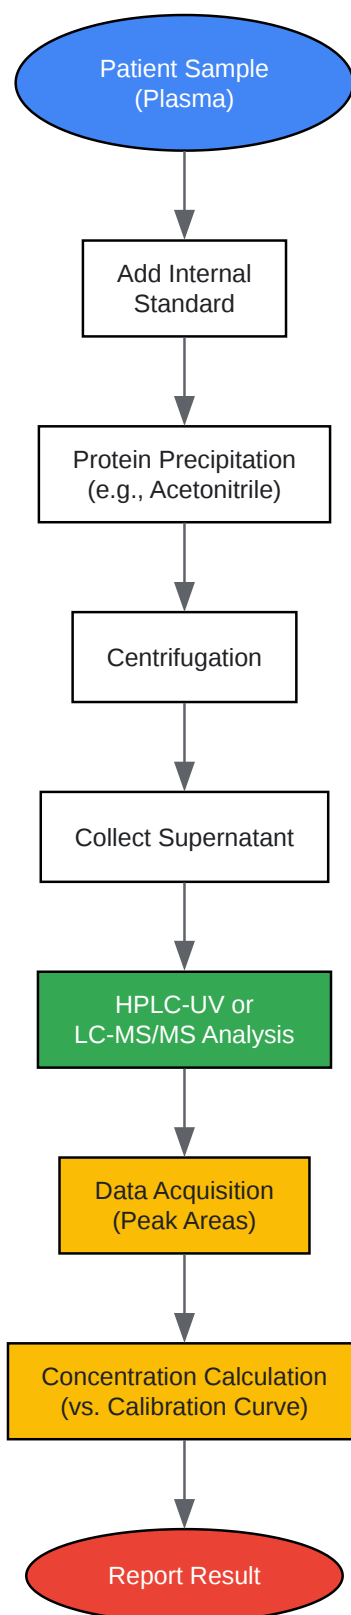 Patient Sample
(Plasma)
Add Internal
Standard
Protein Precipitation
(e.g., Acetonitrile)
Centrifugation
Collect Supernatant
HPLC-UV or
LC-MS/MS Analysis
Data Acquisition
(Peak Areas)
Concentration Calculation
(vs. Calibration Curve)
Report Result